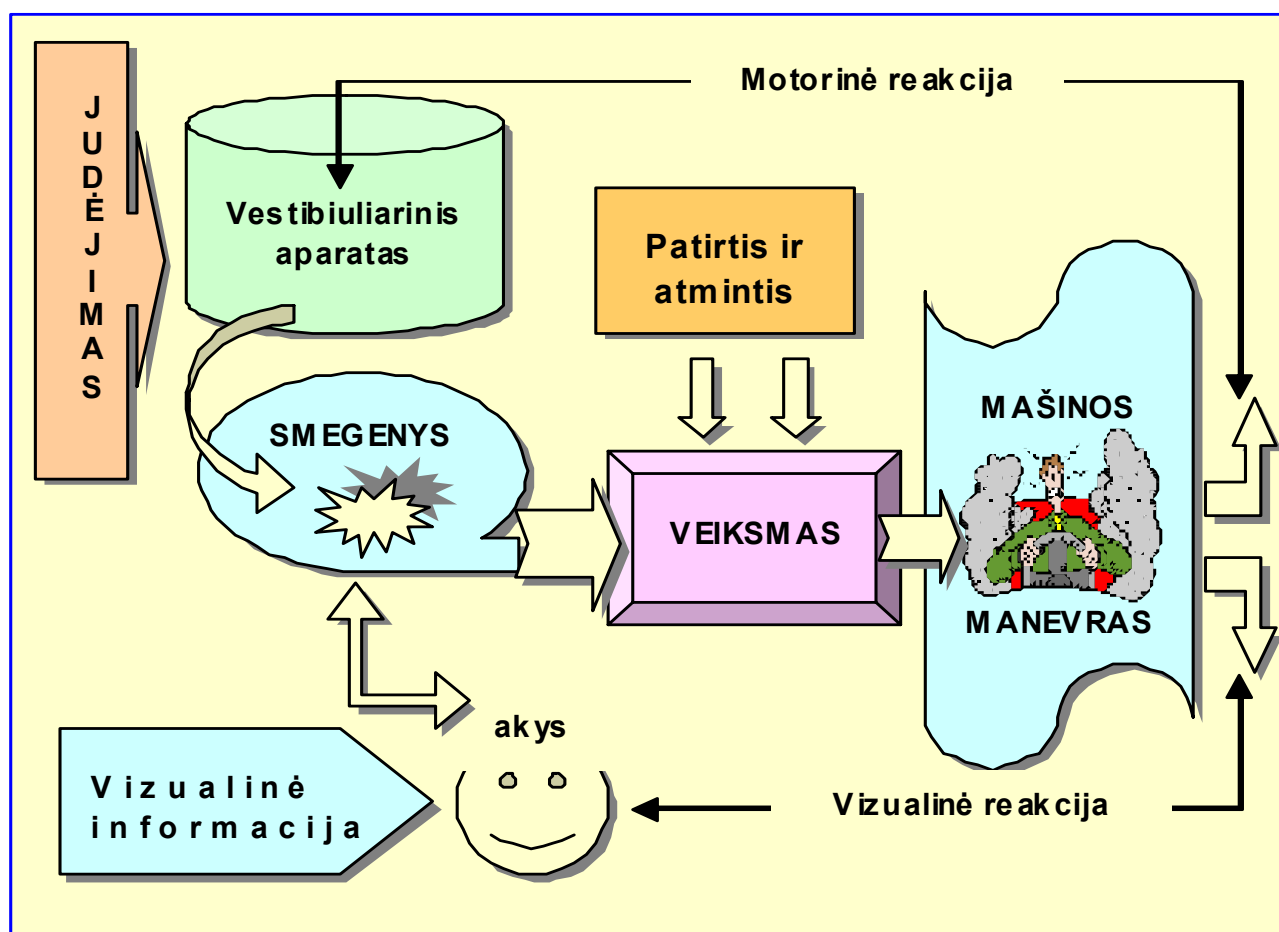 JUDĖJIMAS
Motorinė reakcija
Vestibiuliarinis
aparatas
Patirtis ir
atmintis
SMEGENYS
VEIKSMAS
MAŠINOS
MANEVRAS
akys
Vizualinė
informacija
Vizualinė reakcija